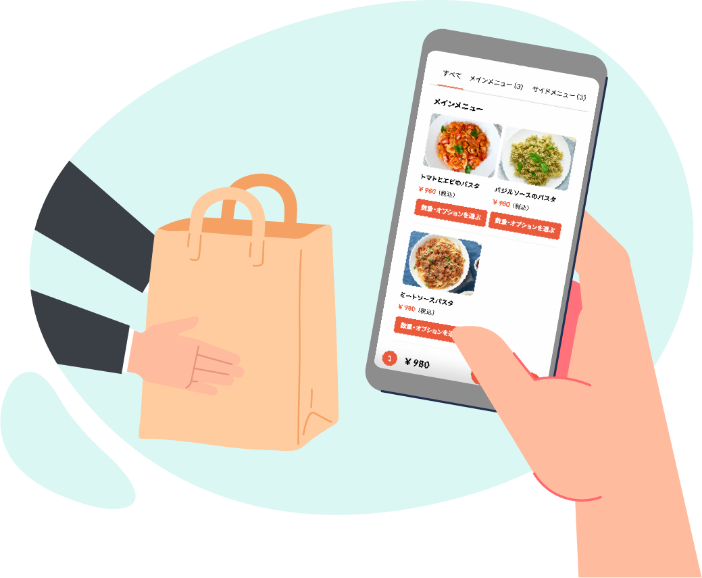 すべて メインメニュー (3) サイドメニュー (3)
メインメニュー
トマトとエビのパスタ
¥ 980 (税込)
数量・オプションを選ぶ
バジルソースのパスタ
¥ 980 (税込)
数量・オプションを選ぶ
ミートソースパスタ
¥ 980 (税込)
数量・オプションを
¥ 980